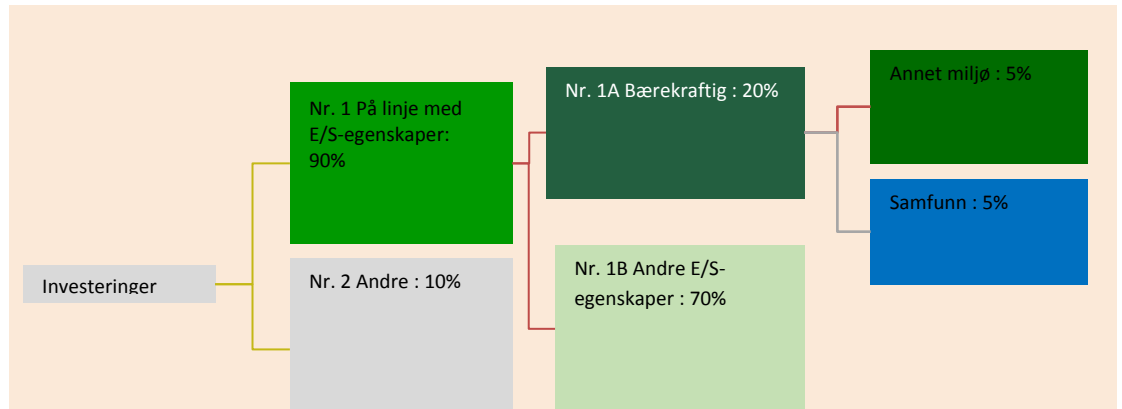 Investeringer
Nr. 1 På linje med
E/S-egenskaper:
90%
Nr. 2 Andre : 10%
Nr. 1A Bærekraftig : 20%
Nr. 1B Andre E/S-
egenskaper : 70%
Annet miljø : 5%
Samfunn : 5%